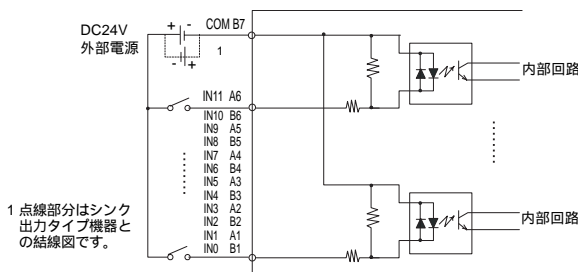 DC24V
外部電源
+ -
COM B7
- +
1
内部回路
IN11 A6
IN10 B6
IN9 A5
IN8 B5
IN7 A4
IN6 B4
IN5 A3
IN4 B3
IN3 A2
IN2 B2
IN1 A1
IN0 B1
内部回路
1 点線部分はシンク
出力タイプ機器と
の結線図です。